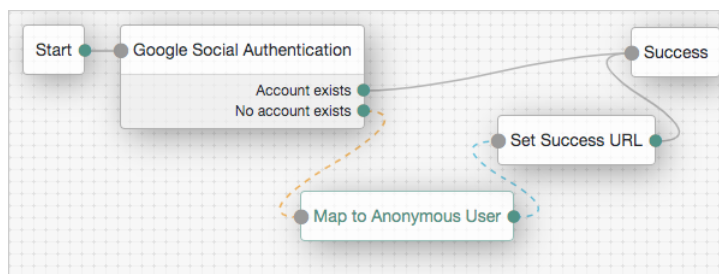 Start
Google Social Authentication
Success
Account exists
No account exists
Set Success URL
Map to Anonymous User